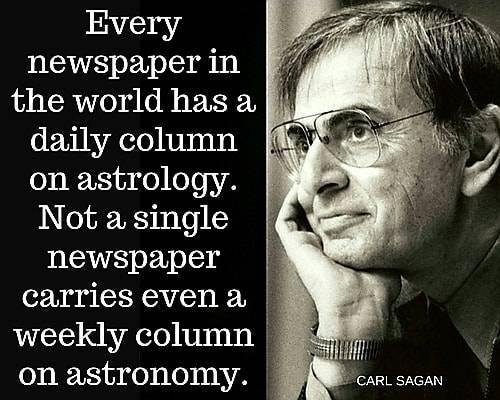 Every
newspaper in
the world has a
daily column
on astrology.
Not a single
newspaper
carries even a
weekly column
on astronomy.
CARL SAGAN